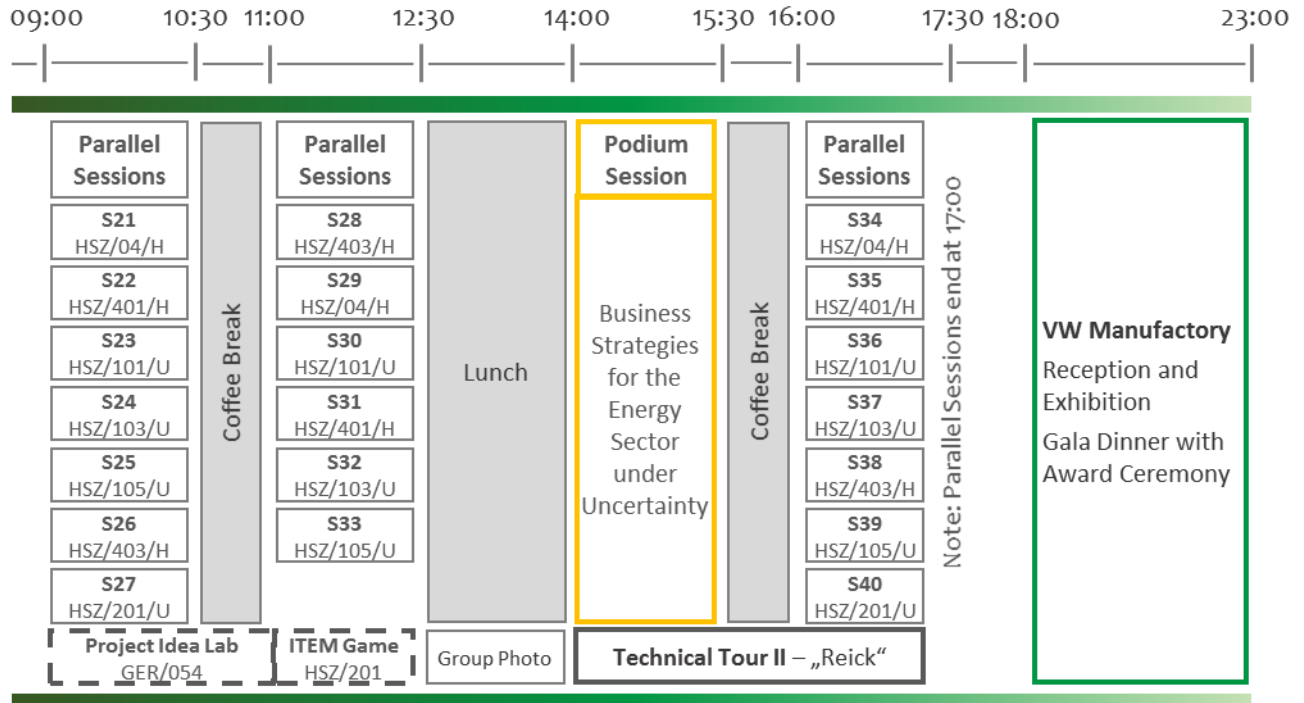 09:00 10:30 11:00 12:30 14:00 15:30 16:00 17:30 18:00 23:00
Parallel
Sessions
S21
HSZ/04/H
S22
HSZ/401/H
S23
HSZ/101/U
S24
HSZ/103/U
S25
HSZ/105/U
S26
HSZ/403/H
S27
HSZ/201/U
Project Idea Lab
GER/054
Coffee Break
Parallel
Sessions
S28
HSZ/403/H
S29
HSZ/04/H
S30
HSZ/101/U
S31
HSZ/401/H
S32
HSZ/103/U
S33
HSZ/105/U
ITEM Game
HSZ/201
Lunch
Group Photo
Podium
Session
Business
Strategies
for the
Energy
Sector
under
Uncertainty
Coffee Break
Parallel
Sessions
S34
HSZ/04/H
S35
HSZ/401/H
S36
HSZ/101/U
S37
HSZ/103/U
S38
HSZ/403/H
S39
HSZ/105/U
S40
HSZ/201/U
Technical Tour II – „Reick“
Note: Parallel Sessions end at 17:00
VW Manufactory
Reception and
Exhibition
Gala Dinner with
Award Ceremony